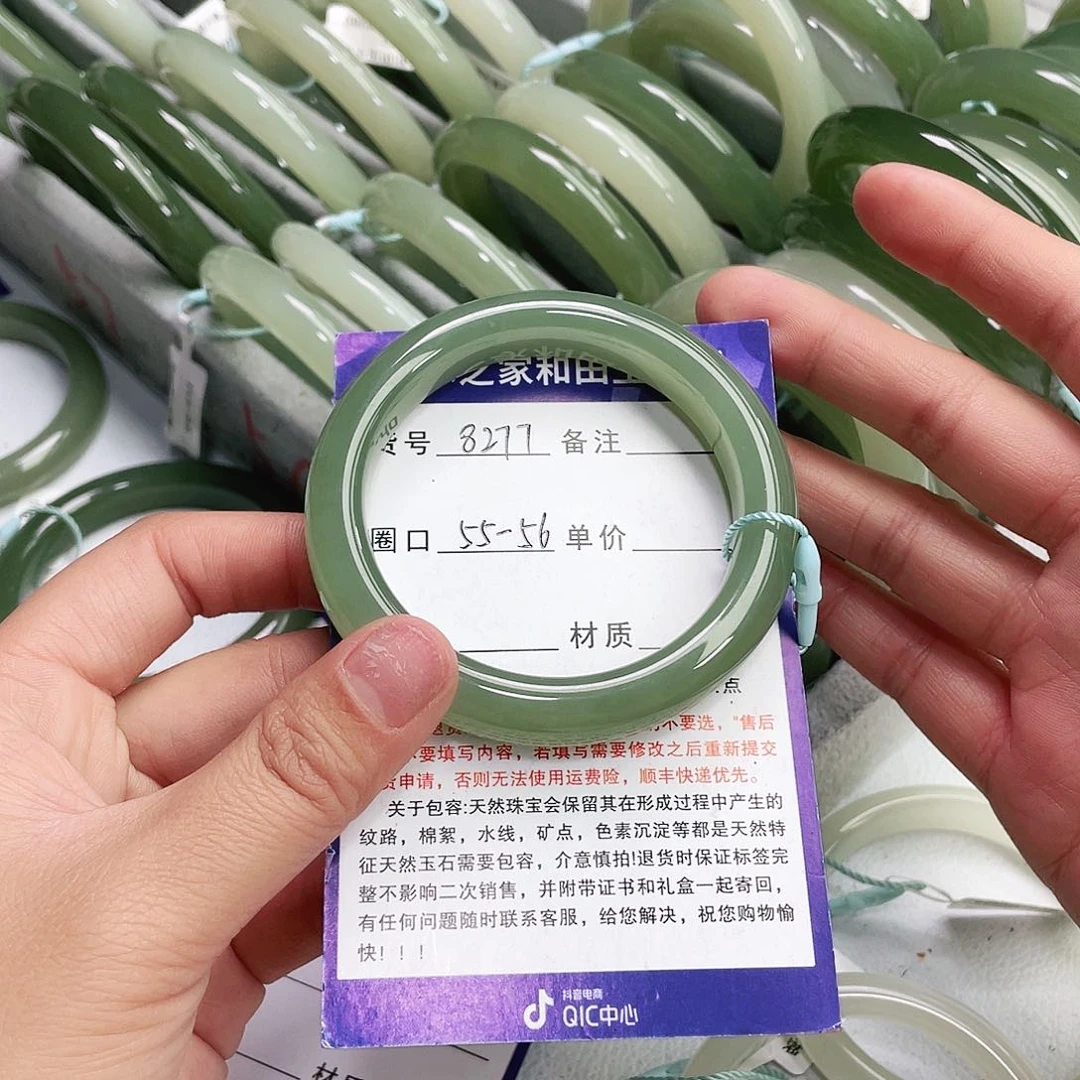 之蒙和田玉
货号 8277 备注
圈口 55-56 单价
材质
点
不要选，“售后
要填写内容，若填写需要修改之后重新提交
货申请，否则无法使用运费险，顺丰快递优先。
关于包容:天然珠宝会保留其在形成过程中产生的
纹路，棉絮，水线，矿点，色素沉淀等都是天然特
征天然玉石需要包容，介意慎拍!退货时保证标签完
整不影响二次销售，并附带证书和礼盒一起寄回，
有任何问题随时联系客服，给您解决，祝您购物愉
快！！！
抖音电商
QIC中心